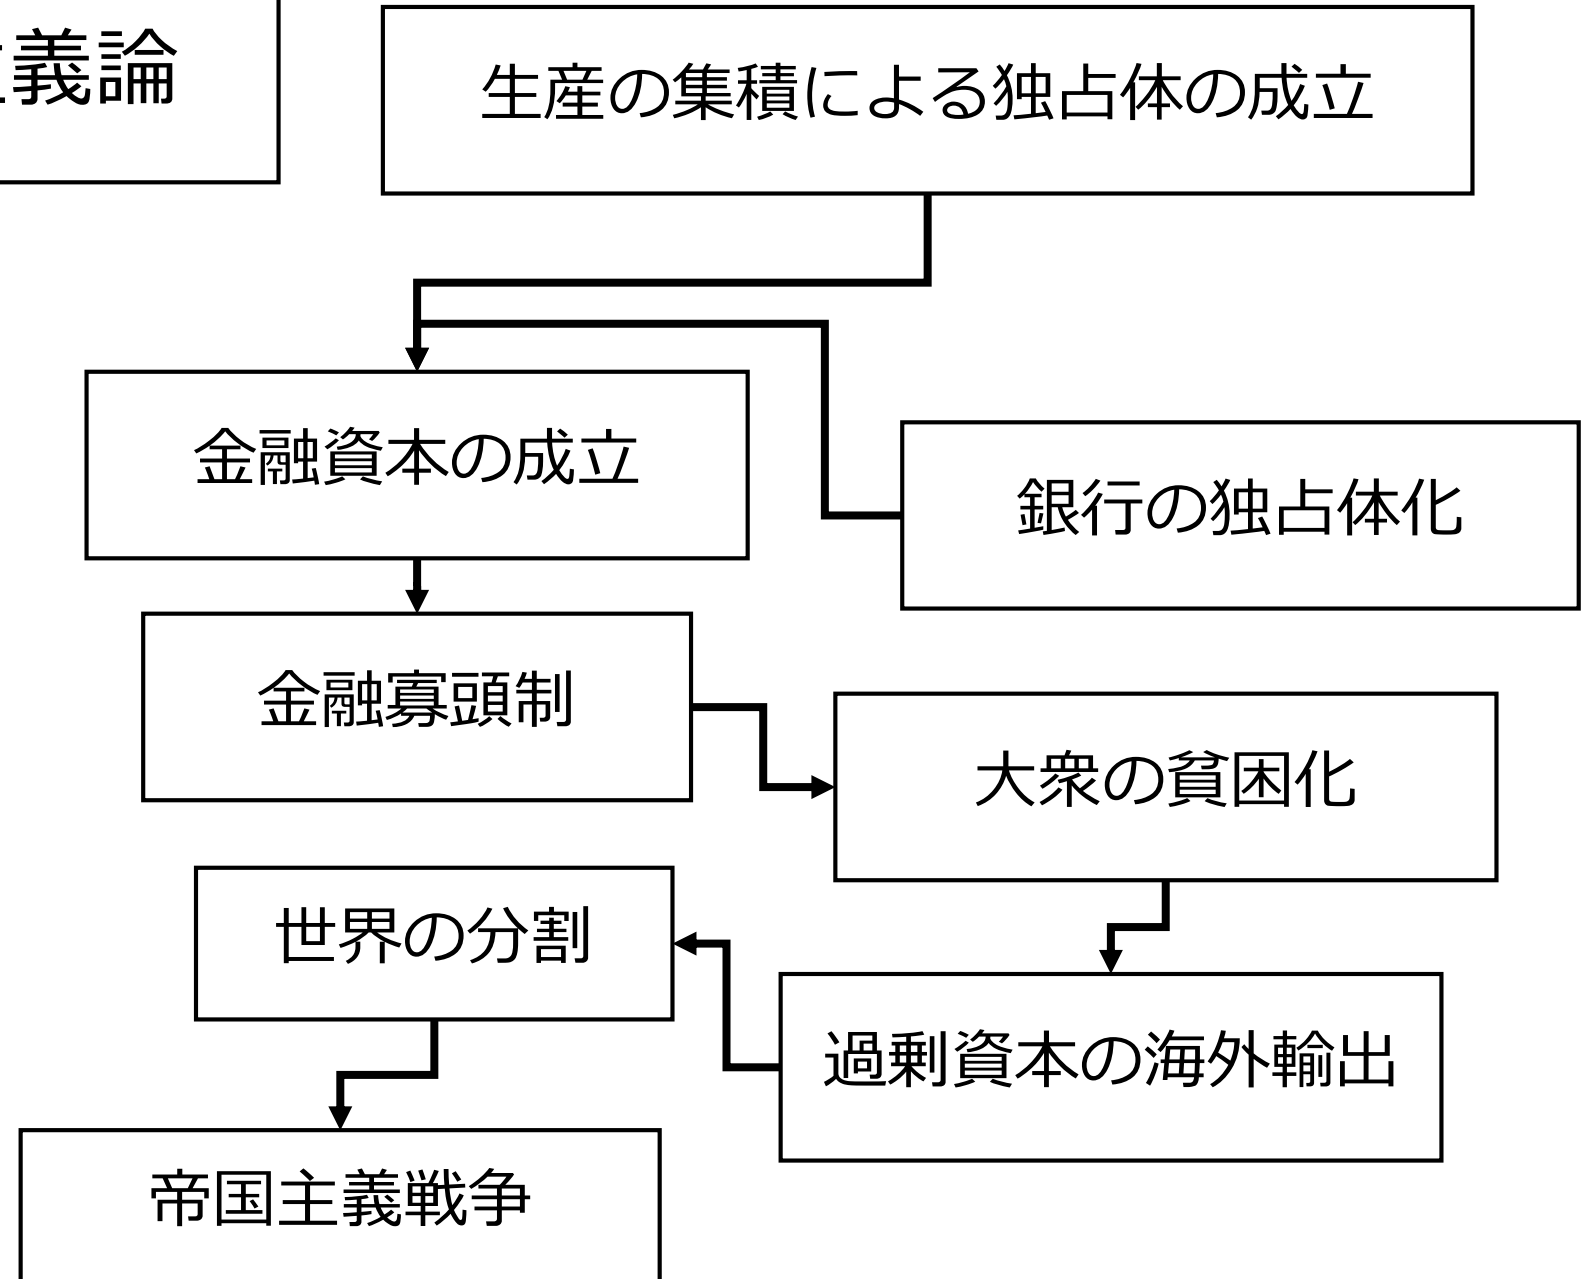 義論
生産の集積による独占体の成立
金融資本の成立
銀行の独占体化
金融寡頭制
大衆の貧困化
世界の分割
過剰資本の海外輸出
帝国主義戦争